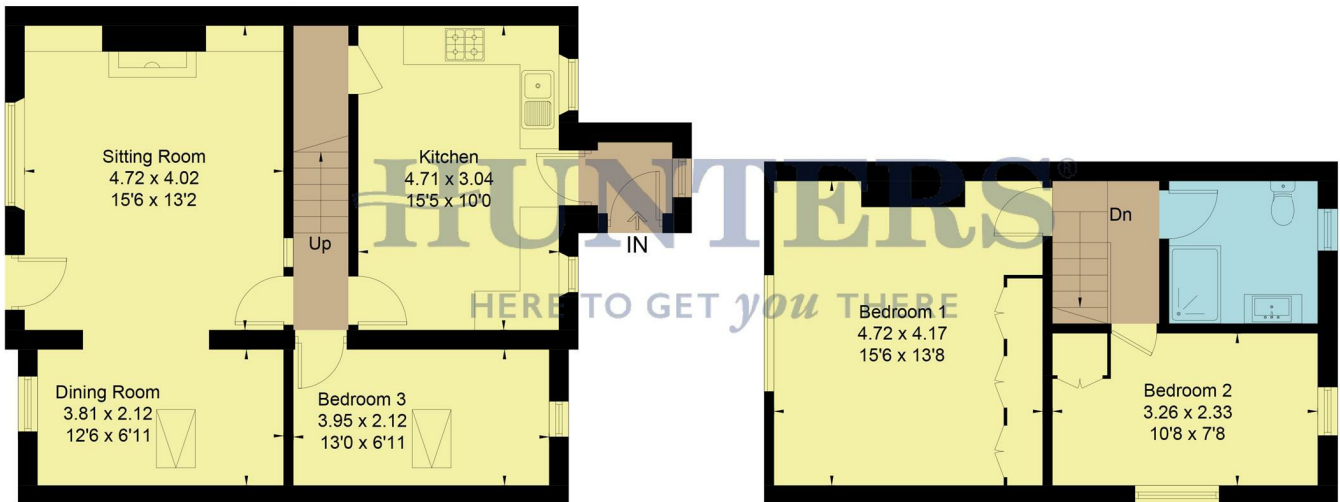 Sitting Room
4.72 x 4.02
15'6 x 13'2
Up
Kitchen
4.71 x 3.04
15'5 x 10'0
IN
Dining Room
3.81 x 2.12
12'6 x 6'11
Bedroom 3
3.95 x 2.12
13'0 x 6'11
HUNTERS®
HERE TO GET you THERE
Bedroom 1
4.72 x 4.17
15'6 x 13'8
Dn
Bedroom 2
3.26 x 2.33
10'8 x 7'8